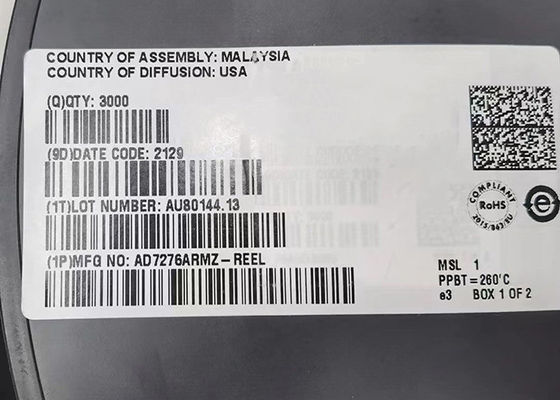 COUNTRY OF ASSEMBLY: MALAYSIA
COUNTRY OF DIFFUSION: USA
(Q)QTY: 3000
(9D)DATE CODE: 2129
(1T)LOT NUMBER: AU80144.13
(1P)MFG NO: AD7276ARMZ-REEL
COMPLIANT
RoHS
2015/863/EU
e
MSL 1
PPBT=260'C
e3 BOX 1 OF 2